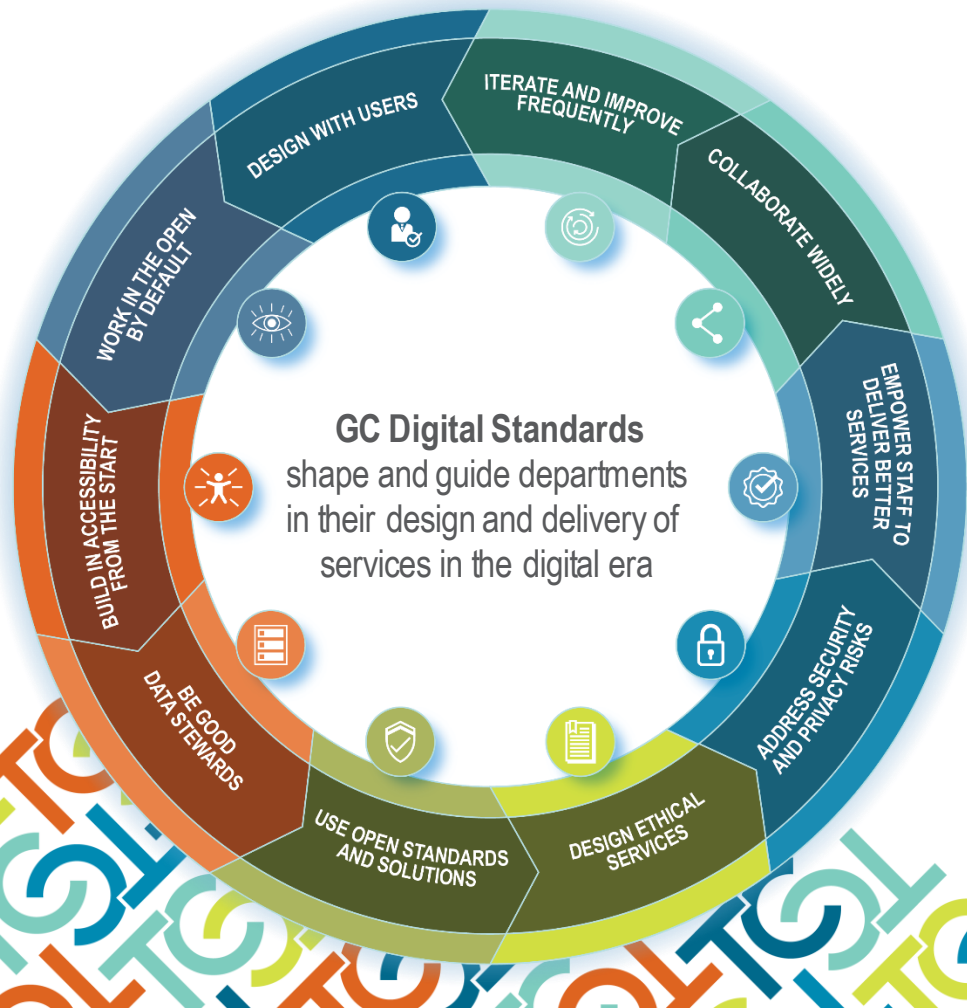 DESIGN WITH USERS
ITERATE AND IMPROVE
FREQUENTLY
COLLABORATE WIDELY
EMPOWER STAFF TO
DELIVER BETTER
SERVICES
ADDRESS SECURITY
AND PRIVACY RISKS
DESIGN ETHICAL
SERVICES
USE OPEN STANDARDS
AND SOLUTIONS
BE GOOD
DATA STEWARDS
BUILD IN ACCESSIBILITY
FROM THE START
WORK IN THE OPEN
BY DEFAULT
GC Digital Standards
shape and guide departments
in their design and delivery of
services in the digital era